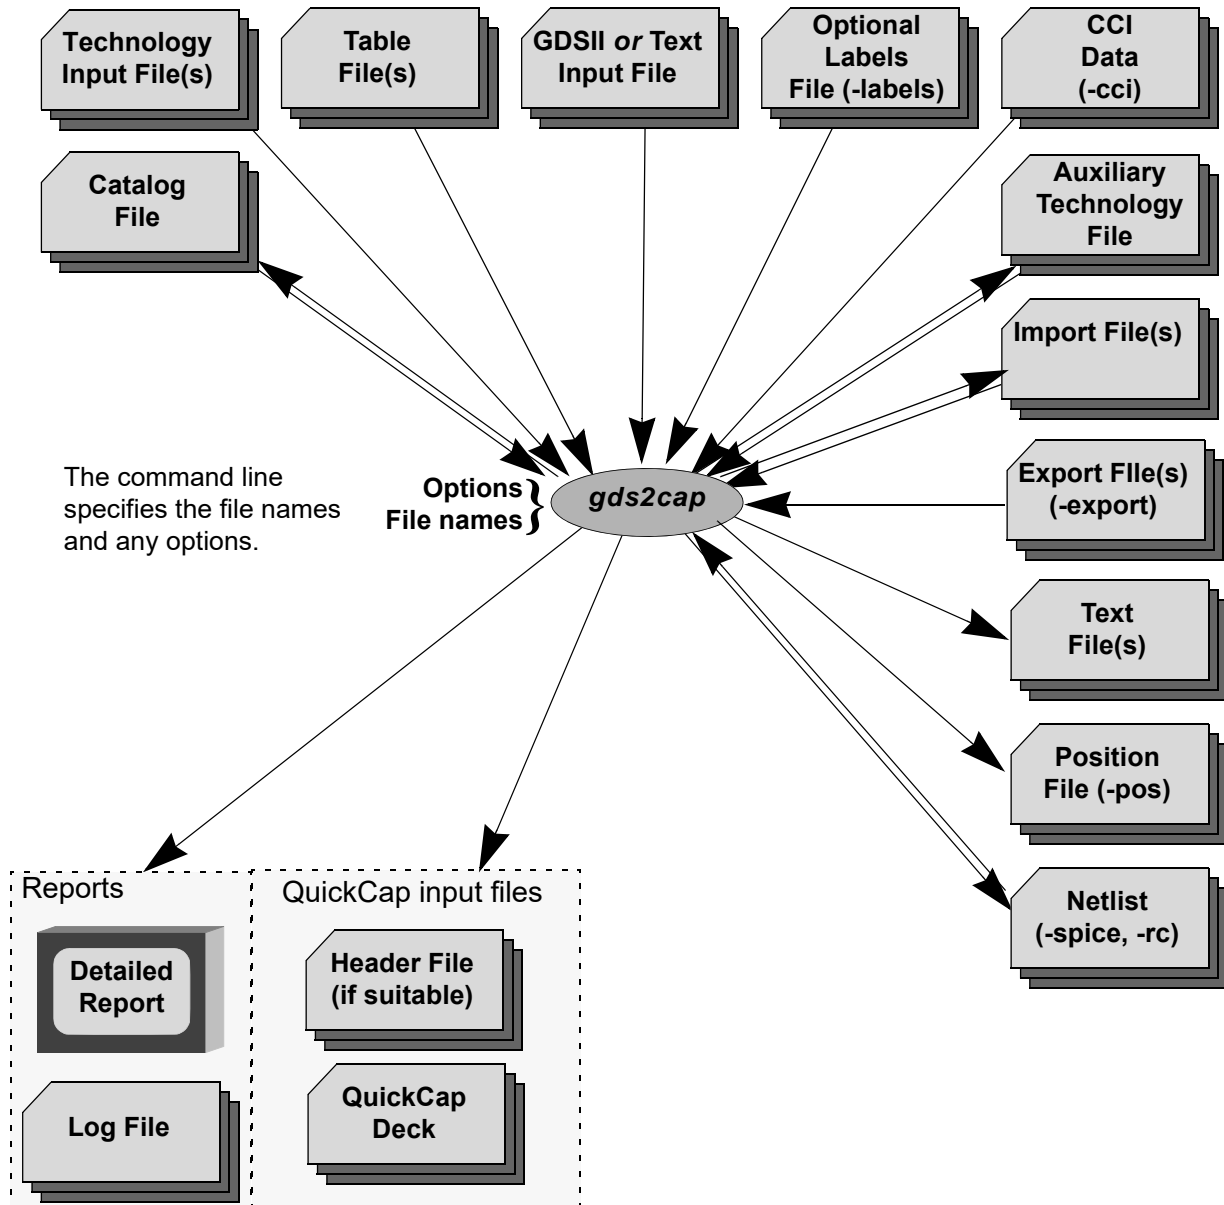 Technology
Input File(s)
Table
File(s)
GDSII or Text
Input File
Optional
Labels
File (-labels)
CCI
Data
(-cci)
Catalog
File
Auxiliary
Technology
File
Import File(s)
The command line
specifies the file names
and any options.
Options
File names
}
gds2cap
Export FIle(s)
(-export)
Text
File(s)
Position
File (-pos)
Netlist
(-spice, -rc)
Reports
Detailed
Report
Log File
QuickCap input files
Header File
(if suitable)
QuickCap
Deck